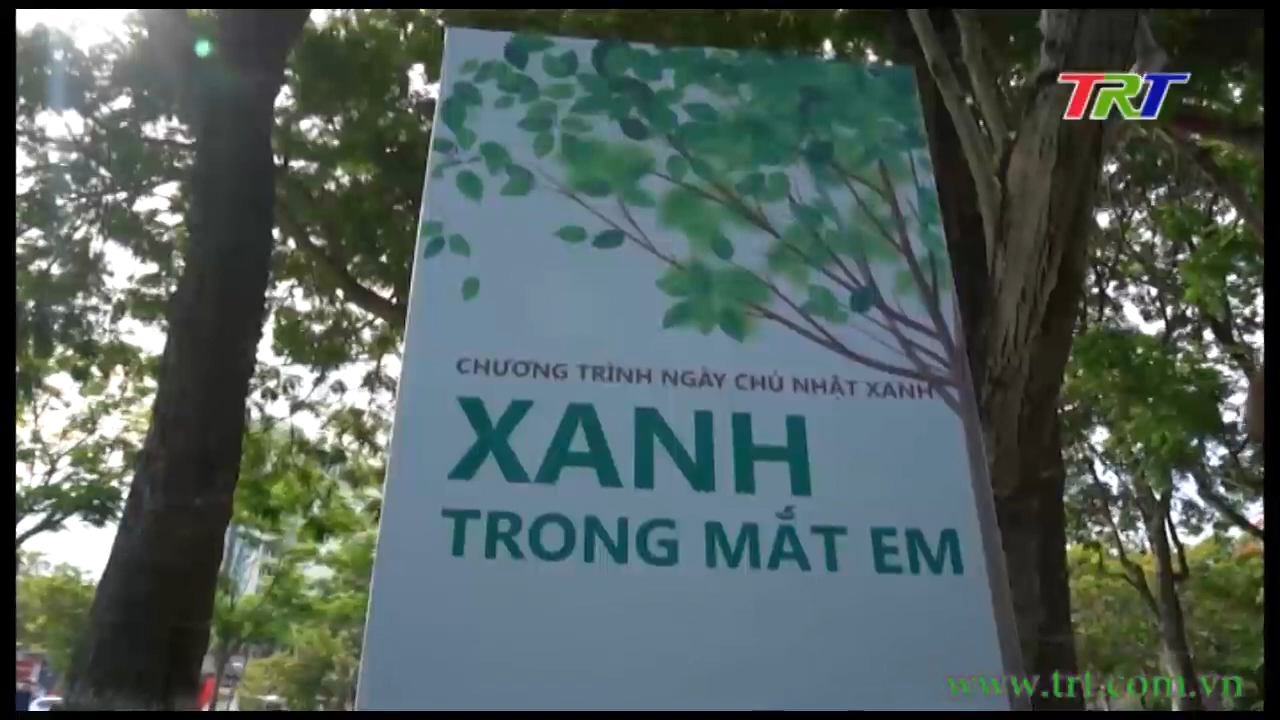 TRT
CHƯƠNG TRÌNH NGÀY CHỦ NHẬT XANH
XANH
TRONG MẮT EM
www.trt.com.vn